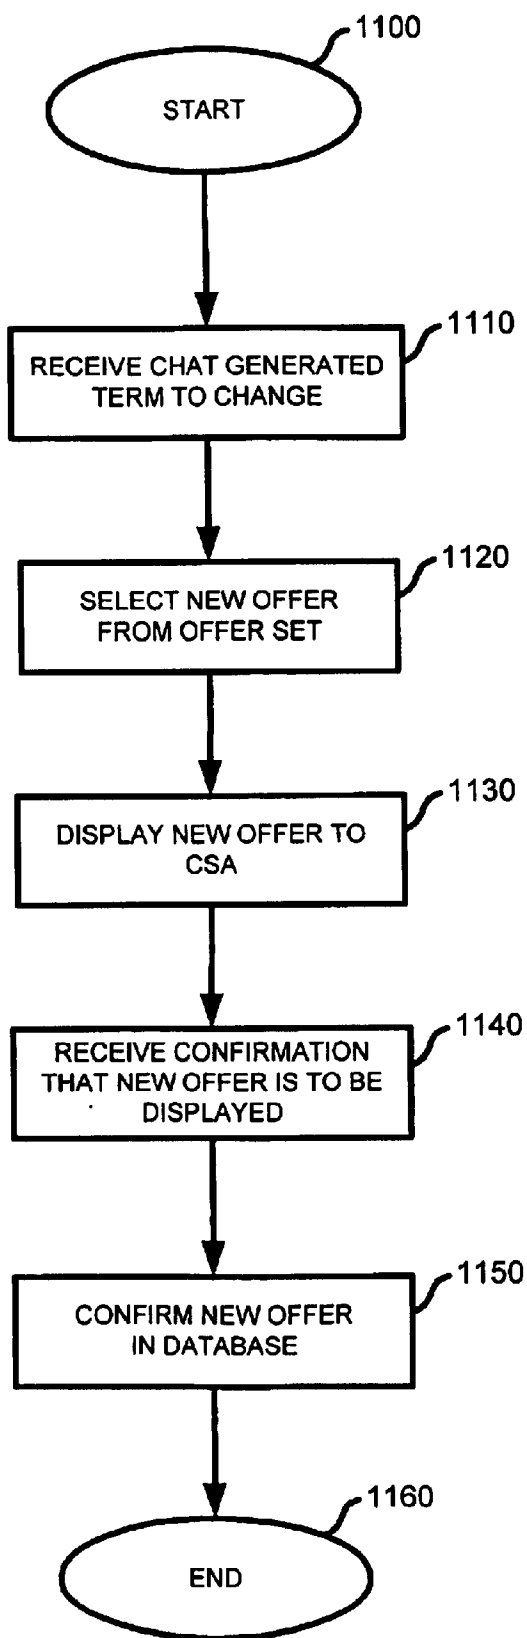 1100
START
1110
RECEIVE CHAT GENERATED
TERM TO CHANGE
1120
SELECT NEW OFFER
FROM OFFER SET
1130
DISPLAY NEW OFFER TO
CSA
1140
RECEIVE CONFIRMATION
THAT NEW OFFER IS TO BE
DISPLAYED
1150
CONFIRM NEW OFFER
IN DATABASE
1160
END